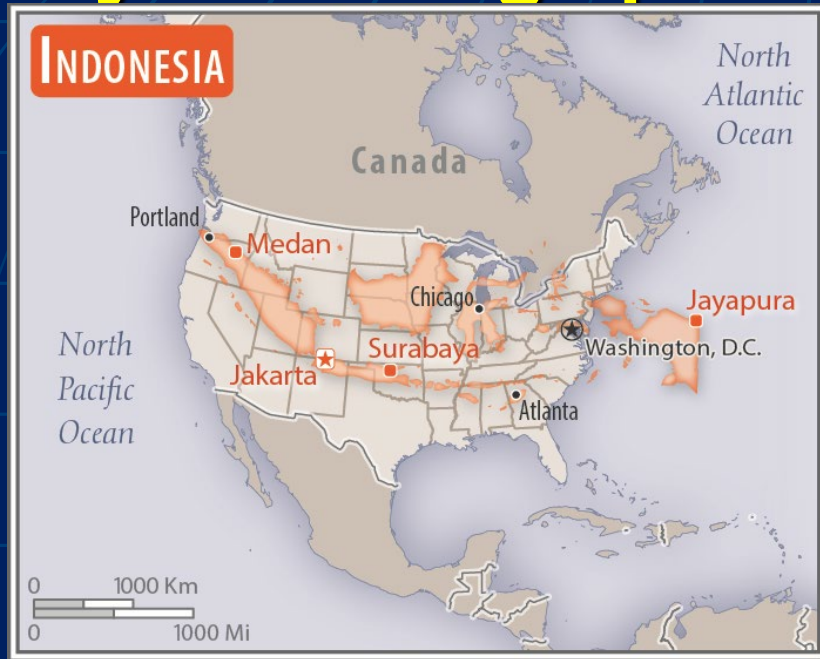 INDONESIA
North
Atlantic
Ocean
Canada
Portland
Medan
Chicago
Jayapura
Surabaya
Washington, D.C.
Jakarta
North
Pacific
Ocean
Atlanta
0 1000 Km
0 1000 Mi